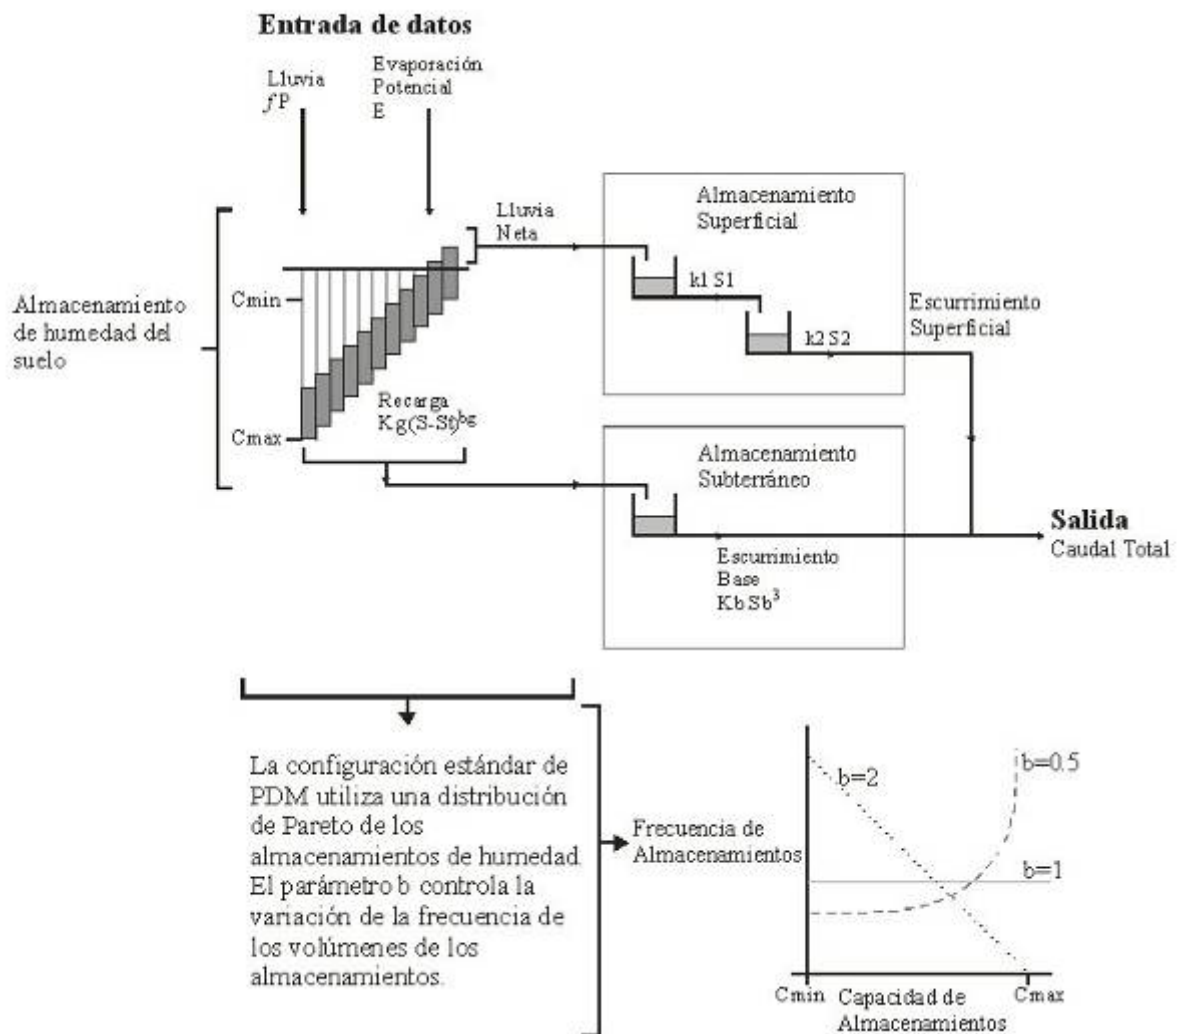 Entrada de datos
Lluvia
fP
Evaporación
Potencial
E
Almacenamiento
de humedad del
suelo
Cmin
Cmax
Lluvia
Neta
Recarga
Kg(S-St)^bg
Almacenamiento
Superficial
k1 S1
k2 S2
Escurrimiento
Superficial
Almacenamiento
Subterráneo
Escurrimiento
Base
Kb Sb³
Salida
Caudal Total
La configuración estándar de
PDM utiliza una distribución
de Pareto de los
almacenamientos de humedad
El parámetro b controla la
variación de la frecuencia de
los volúmenes de los
almacenamientos.
Frecuencia de
Almacenamientos
b=2
b=0.5
b=1
Cmin
Capacidad de
Almacenamientos
Cmax